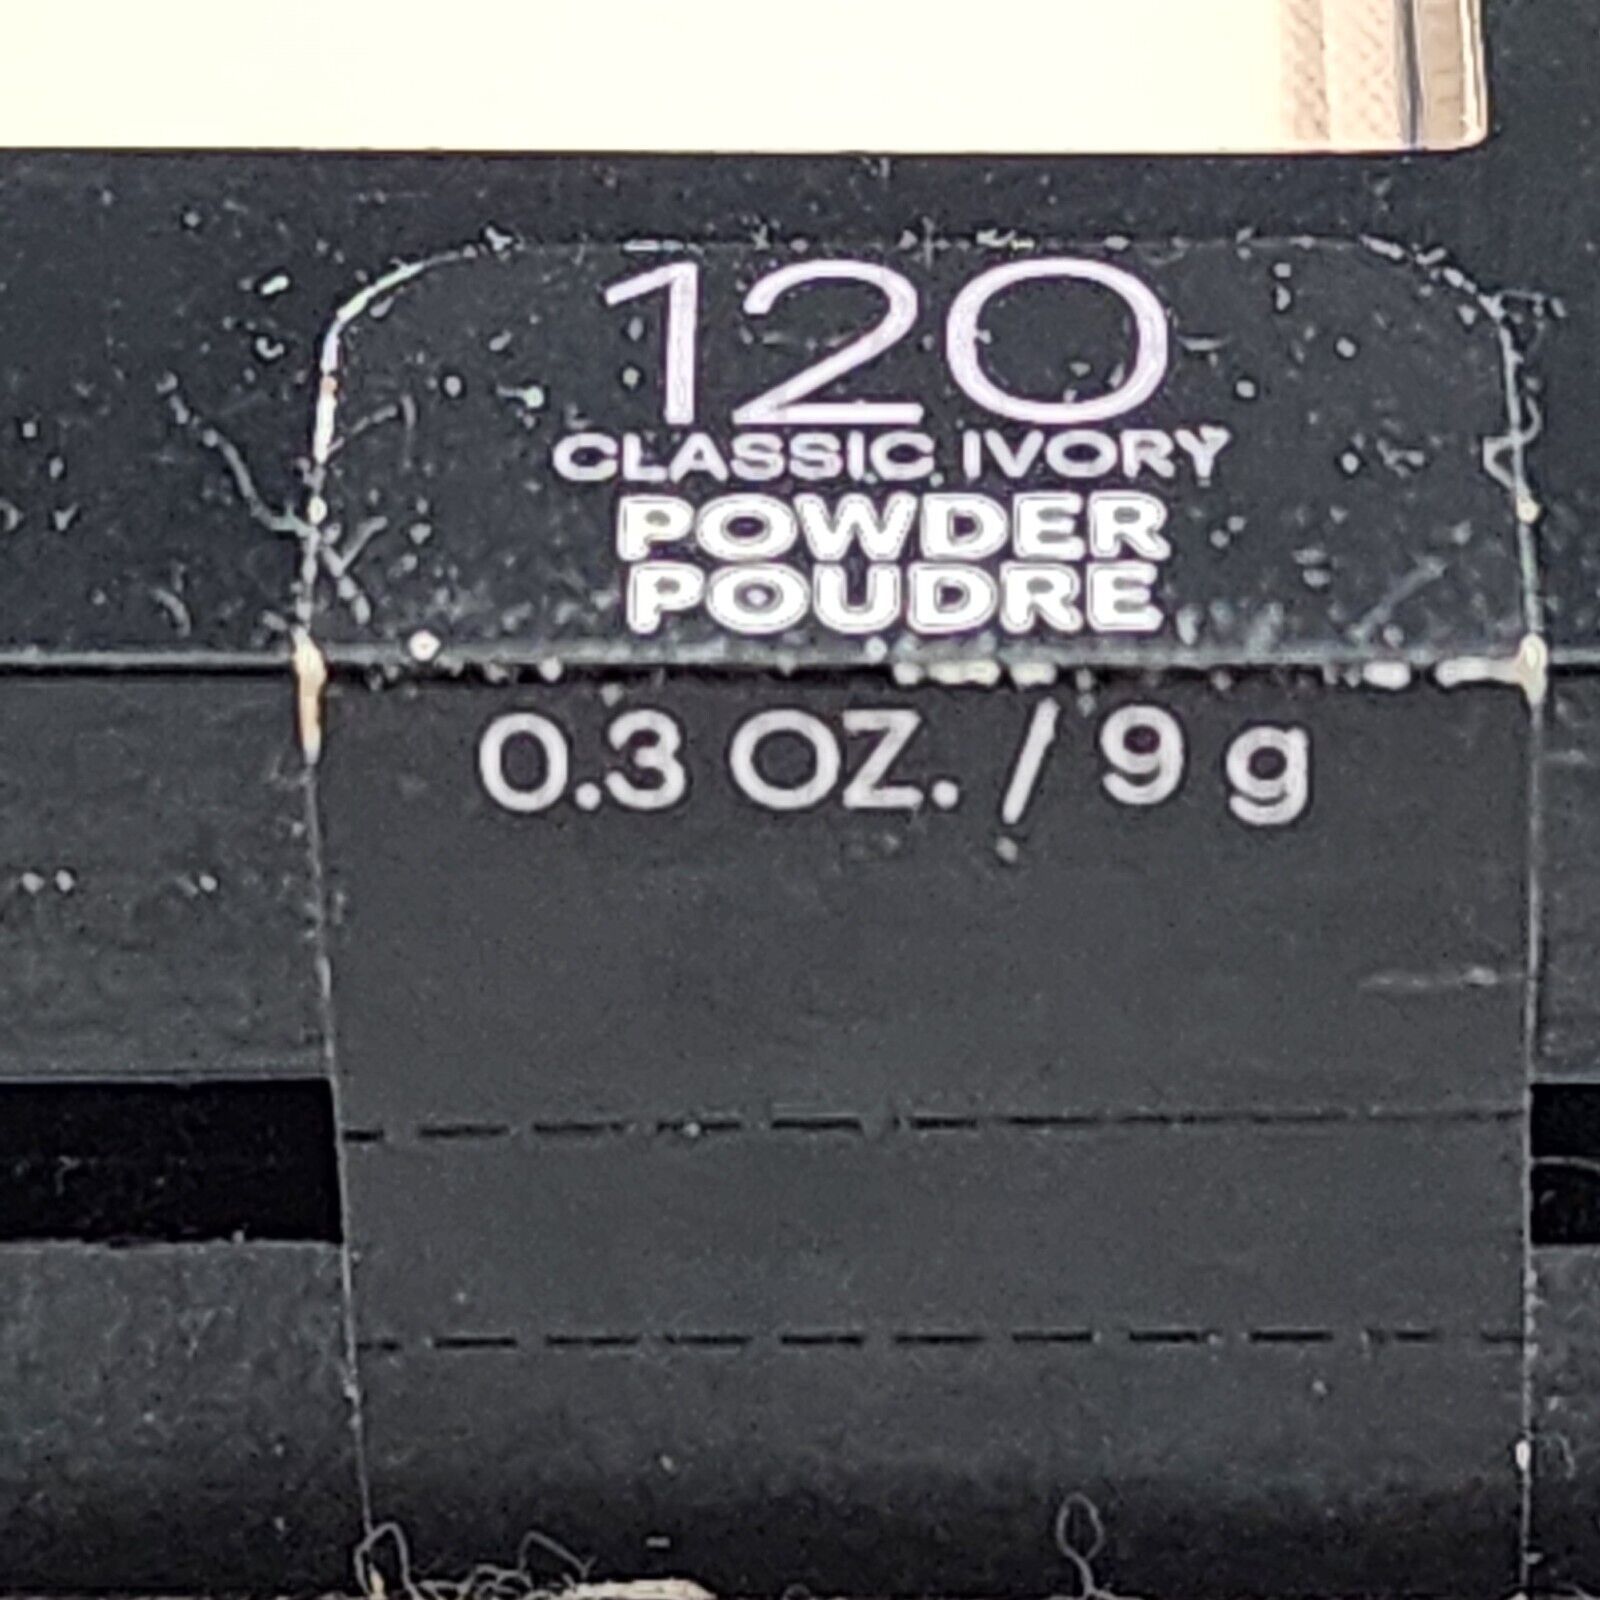 120
CLASSIC IVORY
POWDER
POUDRE
0.3 OZ. / 9 g